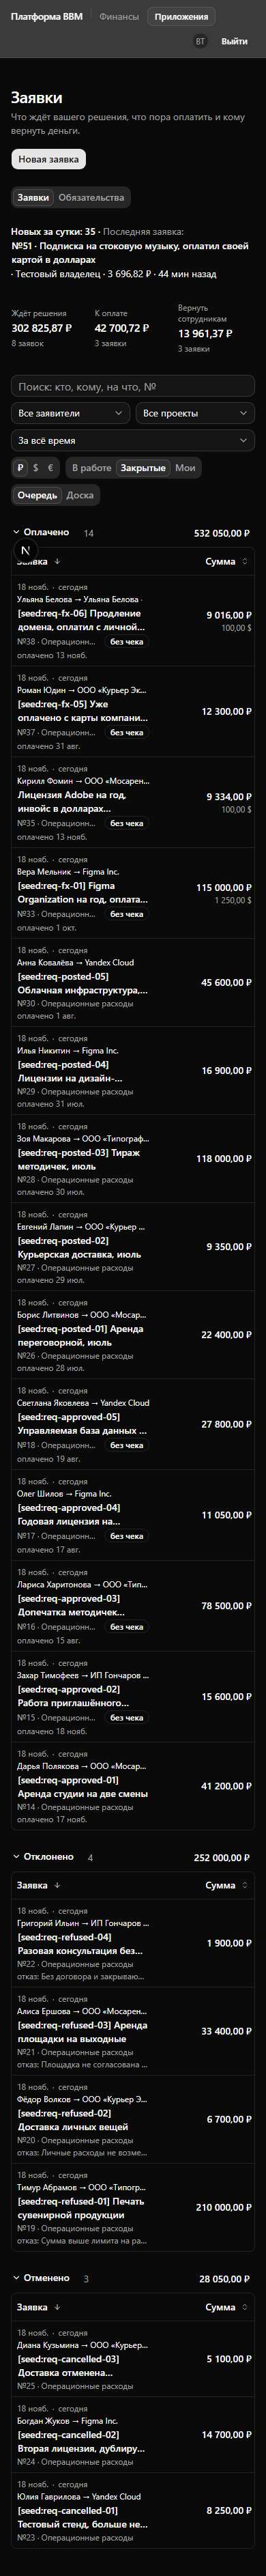 Платформа BBM
Финансы
Приложения
ВТ
Выйти
Заявки
Что ждёт вашего решения, что пора оплатить и кому
вернуть деньги.
Новая заявка
Заявки
Обязательства
Новых за сутки: 35 · Последняя заявка:
№51 · Подписка на стоковую музыку, оплатил своей
картой в долларах
· Тестовый владелец · 3 696,82 ₽ · 44 мин назад
Ждёт решения
302 825,87 ₽
8 заявок
К оплате
42 700,72 ₽
3 заявки
Вернуть
сотрудникам
13 961,37 ₽
3 заявки
Поиск: кто, кому, на что, №
Все заявители
Все проекты
За всё время
₽ $ €
В работе Закрытые Мои
Очередь Доска
Оплачено 14 532 050,00 ₽
N
Заявка ↓ Сумма
18 нояб. · сегодня
Ульяна Белова → Ульяна Белова ·
[seed:req-fx-06] Продление
домена, оплатил с личной…
9 016,00 ₽
100,00 $
№38 · Операционн… без чека
оплачено 13 нояб.
18 нояб. · сегодня
Роман Юдин → ООО «Курьер Эк…
[seed:req-fx-05] Уже
оплачено с карты компани…
12 300,00 ₽
№37 · Операционн… без чека
оплачено 31 авг.
18 нояб. · сегодня
Кирилл Фомин → ООО «Мосарен…
Лицензия Adobe на год,
инвойс в долларах…
9 334,00 ₽
100,00 $
№35 · Операционн… без чека
оплачено 13 нояб.
18 нояб. · сегодня
Вера Мельник → Figma Inc.
[seed:req-fx-01] Figma
Organization на год, оплата…
115 000,00 ₽
1 250,00 $
№33 · Операционн… без чека
оплачено 1 окт.
18 нояб. · сегодня
Анна Ковалёва → Yandex Cloud
[seed:req-posted-05]
Облачная инфраструктура,…
45 600,00 ₽
№30 · Операционные расходы
оплачено 1 авг.
18 нояб. · сегодня
Илья Никитин → Figma Inc.
[seed:req-posted-04]
Лицензии на дизайн-…
16 900,00 ₽
№29 · Операционные расходы
оплачено 31 июл.
18 нояб. · сегодня
Зоя Макарова → ООО «Типограф…
[seed:req-posted-03] Тираж
методичек, июль
118 000,00 ₽
№28 · Операционные расходы
оплачено 30 июл.
18 нояб. · сегодня
Евгений Лапин → ООО «Курьер …
[seed:req-posted-02]
Курьерская доставка, июль
9 350,00 ₽
№27 · Операционные расходы
оплачено 29 июл.
18 нояб. · сегодня
Борис Литвинов → ООО «Мосар…
[seed:req-posted-01] Аренда
переговорной, июль
22 400,00 ₽
№26 · Операционные расходы
оплачено 28 июл.
18 нояб. · сегодня
Светлана Яковлева → Yandex Cloud
[seed:req-approved-05]
Управляемая база данных …
27 800,00 ₽
№18 · Операционн… без чека
оплачено 19 авг.
18 нояб. · сегодня
Олег Шилов → Figma Inc.
[seed:req-approved-04]
Годовая лицензия на…
11 050,00 ₽
№17 · Операционн… без чека
оплачено 17 авг.
18 нояб. · сегодня
Лариса Харитонова → ООО «Тип…
[seed:req-approved-03]
Допечатка методичек…
78 500,00 ₽
№16 · Операционн… без чека
оплачено 15 авг.
18 нояб. · сегодня
Захар Тимофеев → ИП Гончаров …
[seed:req-approved-02]
Работа приглашённого…
15 600,00 ₽
№15 · Операционн… без чека
оплачено 18 нояб.
18 нояб. · сегодня
Дарья Полякова → ООО «Мосар…
[seed:req-approved-01]
Аренда студии на две смены
41 200,00 ₽
№14 · Операционные расходы
оплачено 17 нояб.
Отклонено 4 252 000,00 ₽
Заявка ↓ Сумма
18 нояб. · сегодня
Григорий Ильин → ИП Гончаров …
[seed:req-refused-04]
Разовая консультация без…
1 900,00 ₽
№22 · Операционные расходы
отказ: Без договора и закрываю…
18 нояб. · сегодня
Алиса Ершова → ООО «Мосарен…
[seed:req-refused-03] Аренда
площадки на выходные
33 400,00 ₽
№21 · Операционные расходы
отказ: Площадка не согласована …
18 нояб. · сегодня
Фёдор Волков → ООО «Курьер Э…
[seed:req-refused-02]
Доставка личных вещей
6 700,00 ₽
№20 · Операционные расходы
отказ: Личные расходы не возме…
18 нояб. · сегодня
Тимур Абрамов → ООО «Типогр…
[seed:req-refused-01] Печать
сувенирной продукции
210 000,00 ₽
№19 · Операционные расходы
отказ: Сумма выше лимита на ра…
Отменено 3 28 050,00 ₽
Заявка ↓ Сумма
18 нояб. · сегодня
Диана Кузьмина → ООО «Курьер…
[seed:req-cancelled-03]
Доставка отменена…
5 100,00 ₽
№25 · Операционные расходы
18 нояб. · сегодня
Богдан Жуков → Figma Inc.
[seed:req-cancelled-02]
Вторая лицензия, дублиру…
14 700,00 ₽
№24 · Операционные расходы
18 нояб. · сегодня
Юлия Гаврилова → Yandex Cloud
[seed:req-cancelled-01]
Тестовый стенд, больше не…
8 250,00 ₽
№23 · Операционные расходы